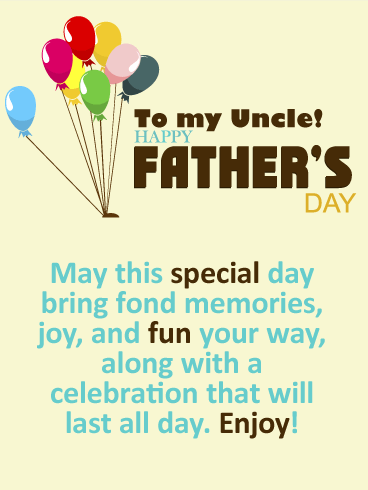 To my Uncle!
HAPPY
FATHER'S
DAY
May this special day
bring fond memories,
joy, and fun your way,
along with a
celebration that will
last all day. Enjoy!